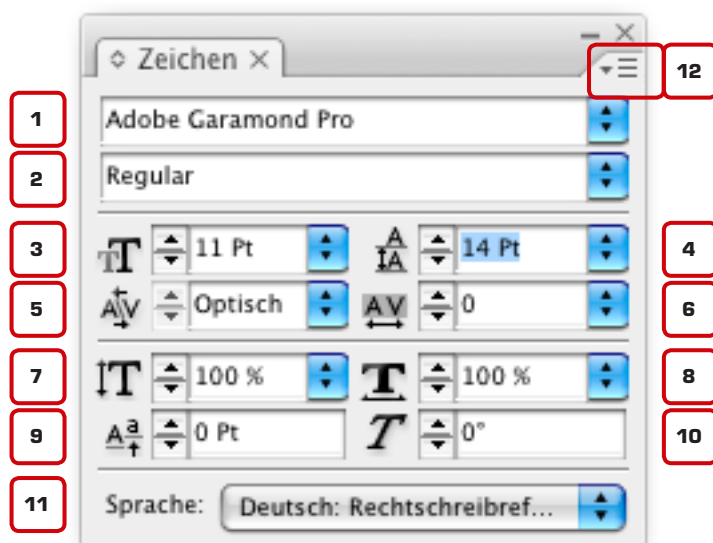 Zeichen
12
1 Adobe Garamond Pro
2 Regular
3 11 Pt 14 Pt 4
5 Optisch 0 6
7 100 % 100 % 8
9 0 Pt 0° 10
11 Sprache: Deutsch: Rechtschreibref...